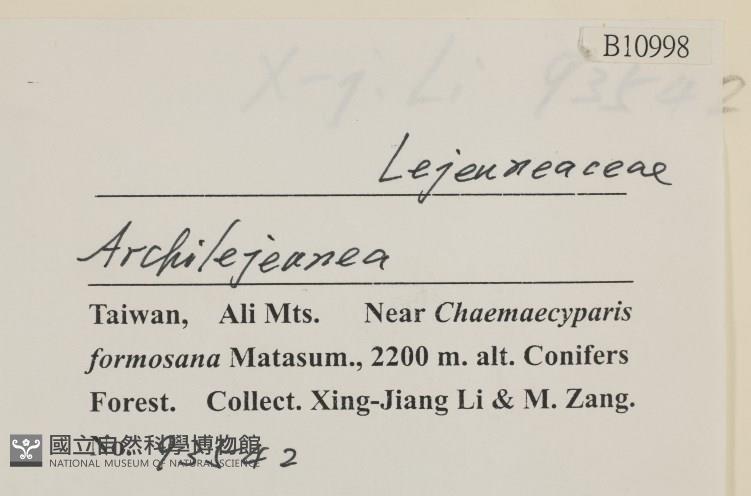 B10998
X-j. Li 93542
Lejeuneaceae
Archilejeunea
Taiwan, Ali Mts. Near Chaemaecyparis
formosana Matasum., 2200 m. alt. Conifers
Forest. Collect. Xing-Jiang Li & M. Zang.
No. 93542
國立自然科學博物館
NATIONAL MUSEUM OF NATURAL SCIENCE